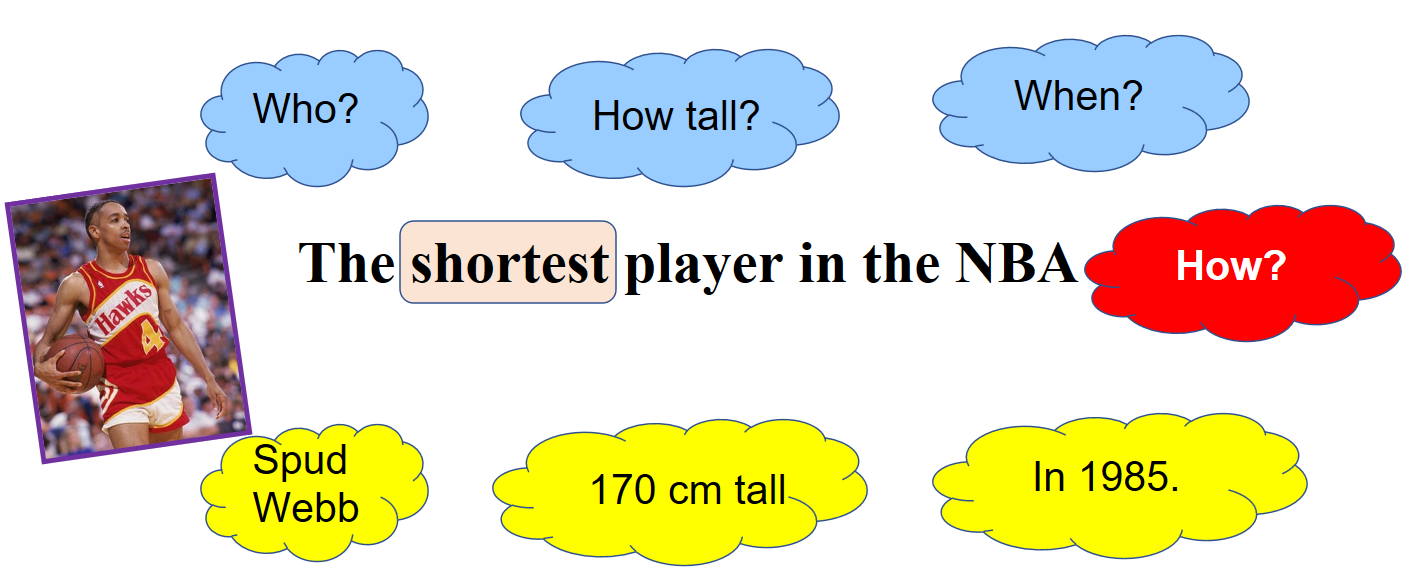 Who?
How tall?
When?
The shortest player in the NBA
How?
Hawks
4
Spud
Webb
170 cm tall
In 1985.